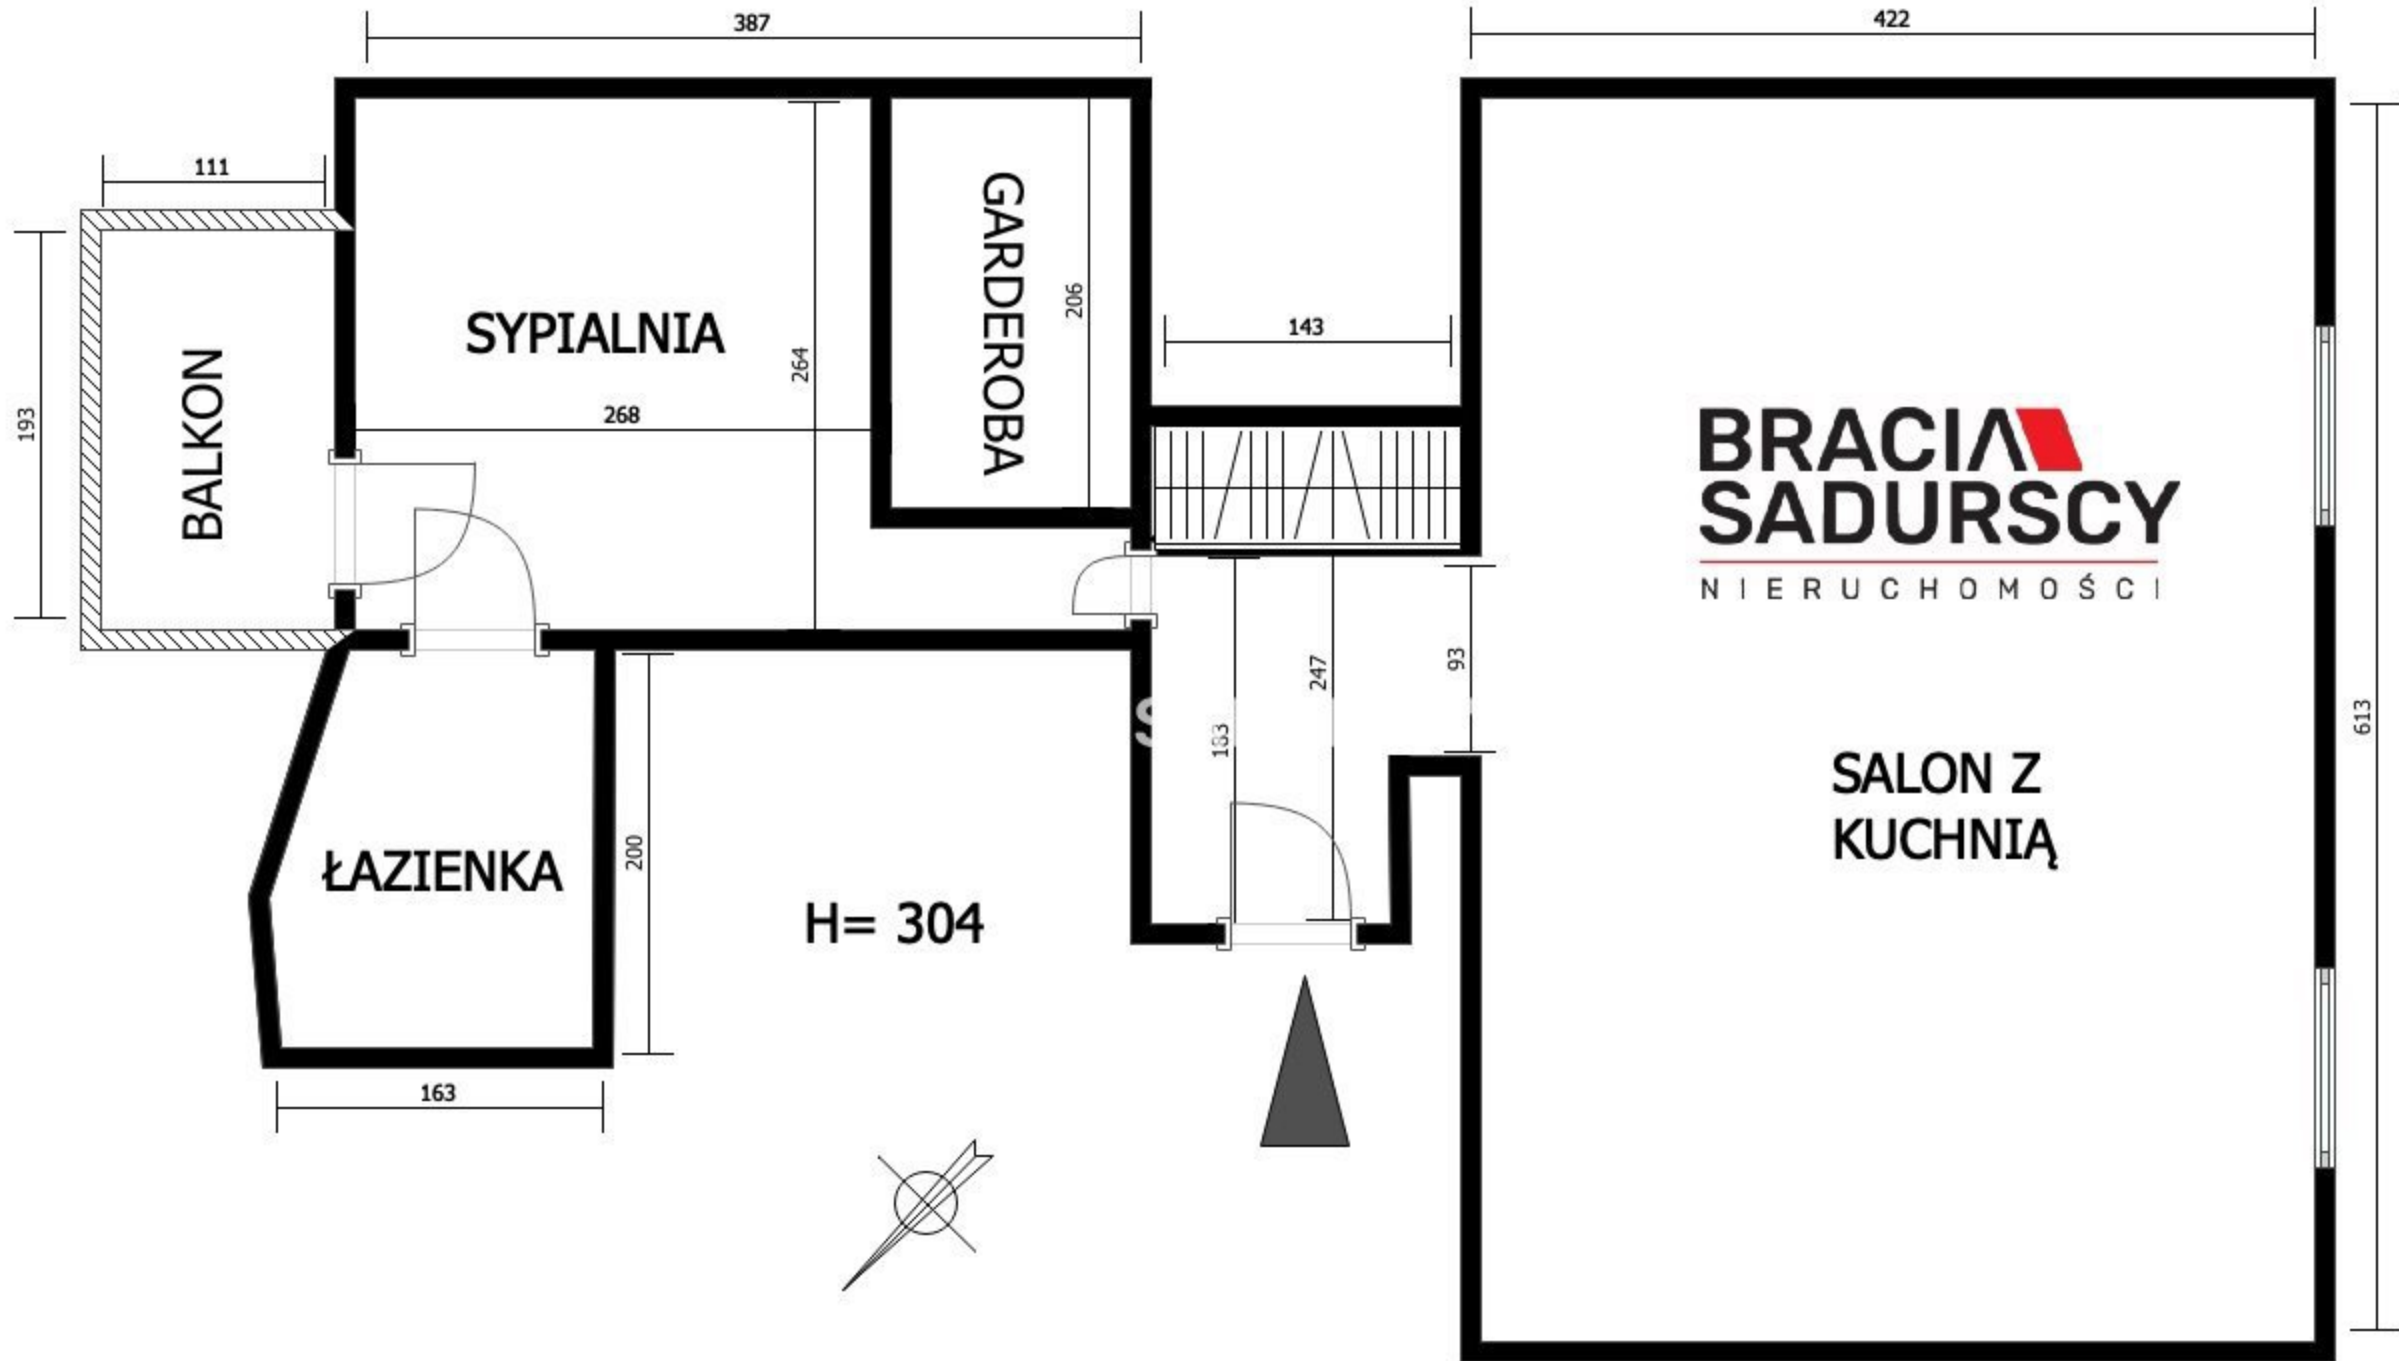 387
422
111
GARDEROBA
206
SYPIALNIA
264
143
BALKON
193
268
BRACIA
SADURSCY
NIERUCHOMOŚCI
247
93
183
613
SALON Z
KUCHNIĄ
200
ŁAZIENKA
H= 304
163